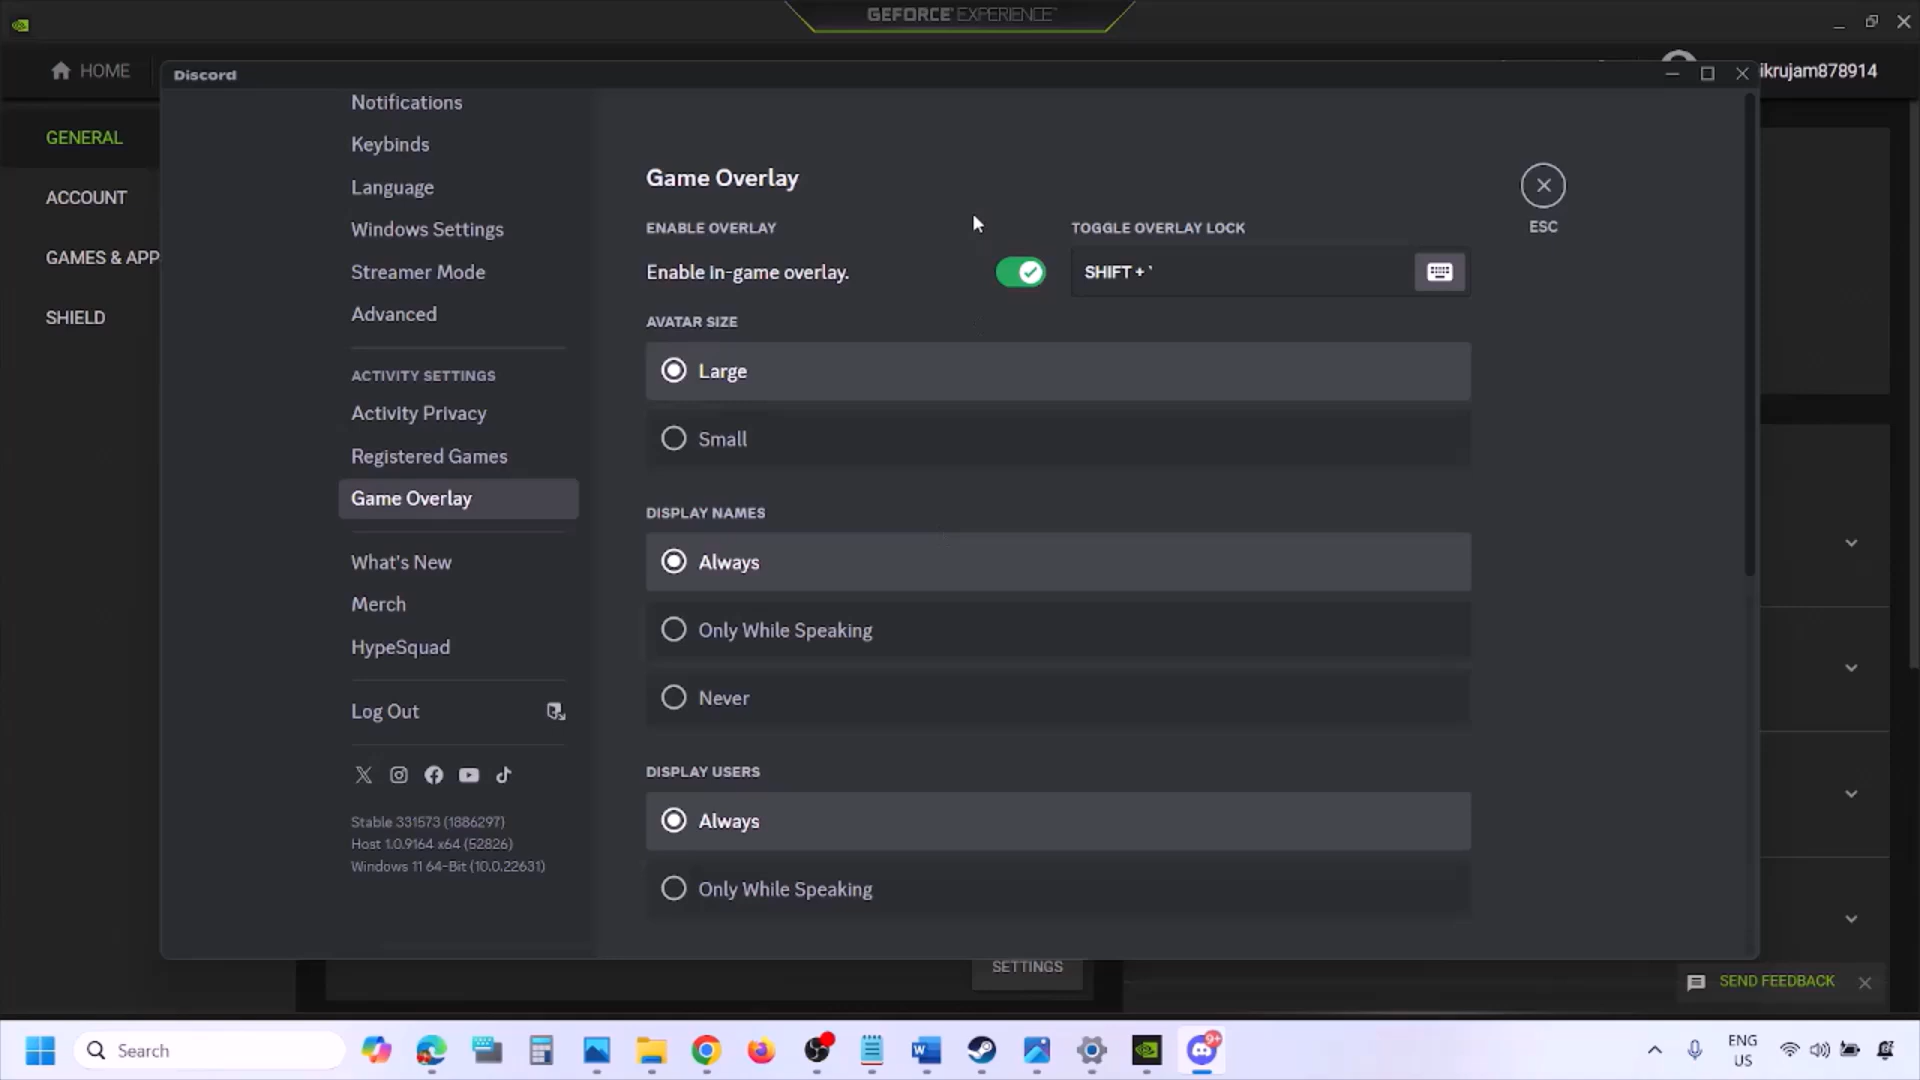 GEFORCE EXPERIENCE
HOME
ikrujam878914
Discord
GENERAL
ACCOUNT
GAMES & APP
SHIELD
Notifications
Keybinds
Language
Windows Settings
Streamer Mode
Advanced
ACTIVITY SETTINGS
Activity Privacy
Registered Games
Game Overlay
What's New
Merch
HypeSquad
Log Out
Stable 331573 (1886297)
Host 1.0.9164 x64 (52826)
Windows 11 64-Bit (10.0.22631)
Game Overlay
ENABLE OVERLAY
Enable in-game overlay.
TOGGLE OVERLAY LOCK
SHIFT + `
ESC
AVATAR SIZE
Large
Small
DISPLAY NAMES
Always
Only While Speaking
Never
DISPLAY USERS
Always
Only While Speaking
SETTINGS
SEND FEEDBACK
Search
9+
ENG
US